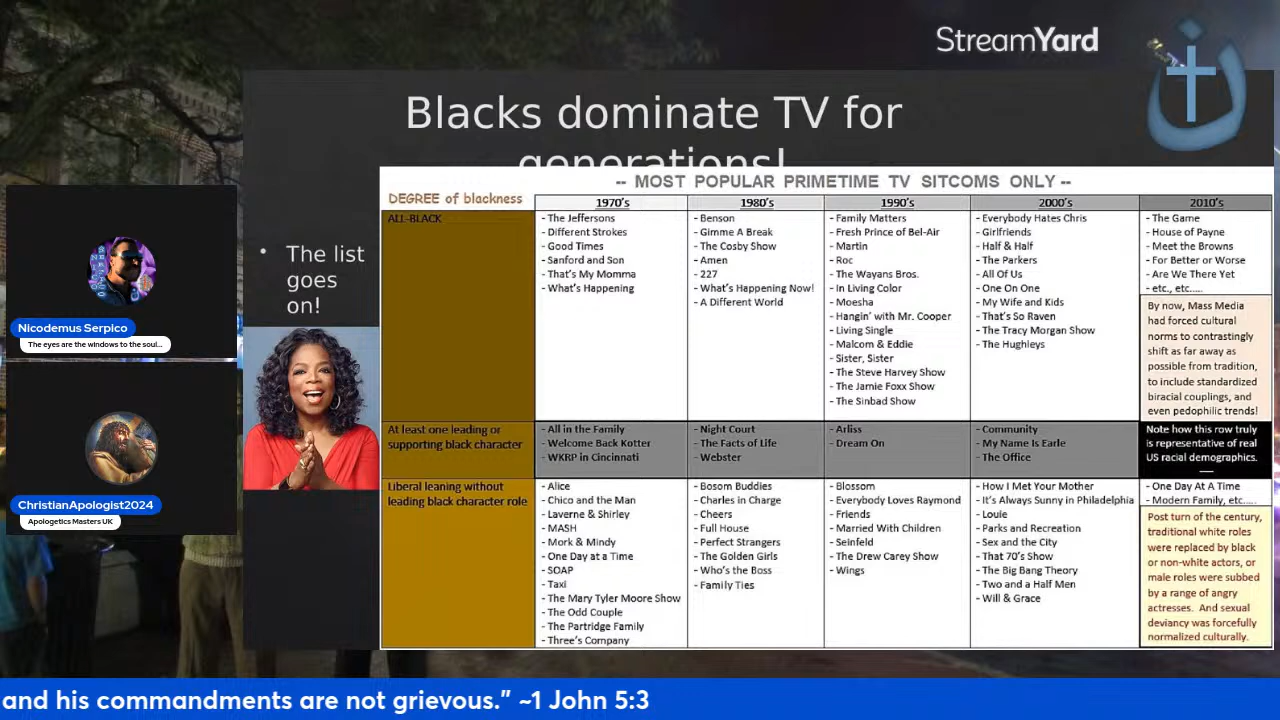 StreamYard
ن
Blacks dominate TV for
generations!
• The list
goes
on!
-- MOST POPULAR PRIMETIME TV SITCOMS ONLY --
DEGREE of blackness
1970's
1980's
1990's
2000's
2010's
ALL-BLACK
- The Jeffersons
- Different Strokes
- Good Times
- Sanford and Son
- That's My Momma
- What's Happening
- Benson
- Gimme A Break
- The Cosby Show
- Amen
- 227
- What's Happening Now!
- A Different World
- Family Matters
- Fresh Prince of Bel-Air
- Martin
- Roc
- The Wayans Bros.
- In Living Color
- Moesha
- Hangin' with Mr. Cooper
- Living Single
- Malcom & Eddie
- Sister, Sister
- The Steve Harvey Show
- The Jamie Foxx Show
- The Sinbad Show
- Everybody Hates Chris
- Girlfriends
- Half & Half
- The Parkers
- All Of Us
- One On One
- My Wife and Kids
- That's So Raven
- The Tracy Morgan Show
- The Hughleys
- The Game
- House of Payne
- Meet the Browns
- For Better or Worse
- Are We There Yet
- etc., etc.....
By now, Mass Media
had forced cultural
norms to contrastingly
shift as far away as
possible from tradition,
to include standardized
biracial couplings, and
even pedophilic trends!
At least one leading or
supporting black character
- All in the Family
- Welcome Back Kotter
- WKRP in Cincinnati
- Night Court
- The Facts of Life
- Webster
- Arliss
- Dream On
- Community
- My Name Is Earle
- The Office
Note how this row truly
is representative of real
US racial demographics.
Liberal leaning without
leading black character role
- Alice
- Chico and the Man
- Laverne & Shirley
- MASH
- Mork & Mindy
- One Day at a Time
- SOAP
- Taxi
- The Mary Tyler Moore Show
- The Odd Couple
- The Partridge Family
- Three's Company
- Bosom Buddies
- Charles in Charge
- Cheers
- Full House
- Perfect Strangers
- The Golden Girls
- Who's the Boss
- Family Ties
- Blossom
- Everybody Loves Raymond
- Friends
- Married With Children
- Seinfeld
- The Drew Carey Show
- Wings
- How I Met Your Mother
- It's Always Sunny in Philadelphia
- Louie
- Parks and Recreation
- Sex and the City
- That 70's Show
- The Big Bang Theory
- Two and a Half Men
- Will & Grace
- One Day At A Time
- Modern Family, etc.....
Post turn of the century,
traditional white roles
were replaced by black
or non-white actors, or
male roles were subbed
by a range of angry
actresses. And sexual
deviancy was forcefully
normalized culturally.
Nicodemus Serpico
The eyes are the windows to the soul...
ChristianApologist2024
Apologetics Masters UK
and his commandments are not grievous.” ~1 John 5:3